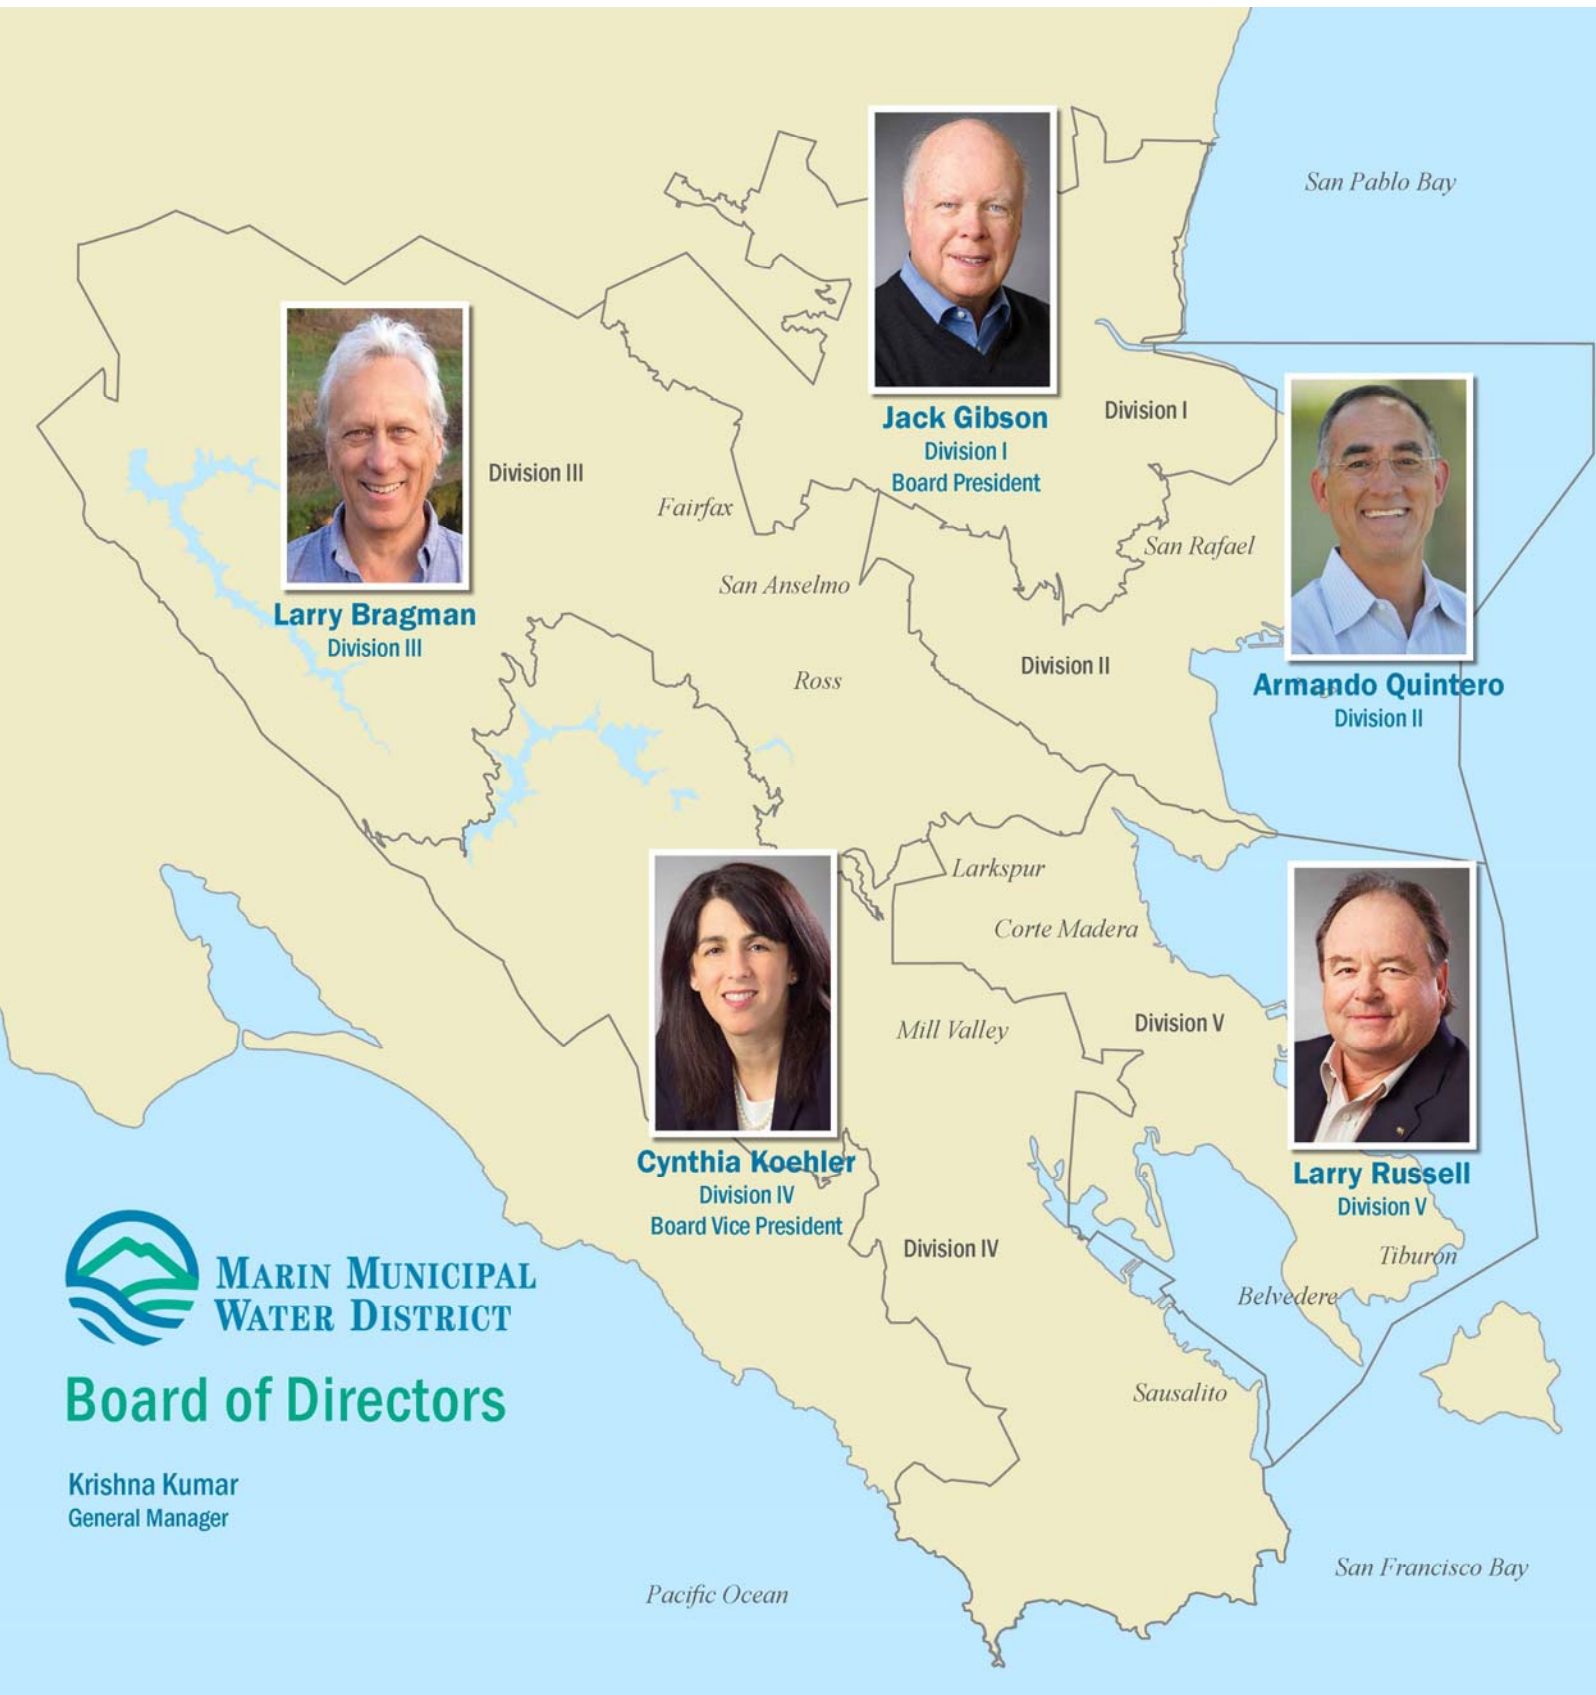 San Pablo Bay
Jack Gibson
Division I
Board President
Division I
Division III
Fairfax
San Rafael
San Anselmo
Larry Bragman
Division III
Division II
Ross
Armando Quintero
Division II
Larkspur
Corte Madera
Mill Valley
Division V
Cynthia Koehler
Division IV
Board Vice President
Larry Russell
Division V
Division IV
Tiburon
Belvedere
Sausalito
MARIN MUNICIPAL
WATER DISTRICT
Board of Directors
Krishna Kumar
General Manager
San Francisco Bay
Pacific Ocean